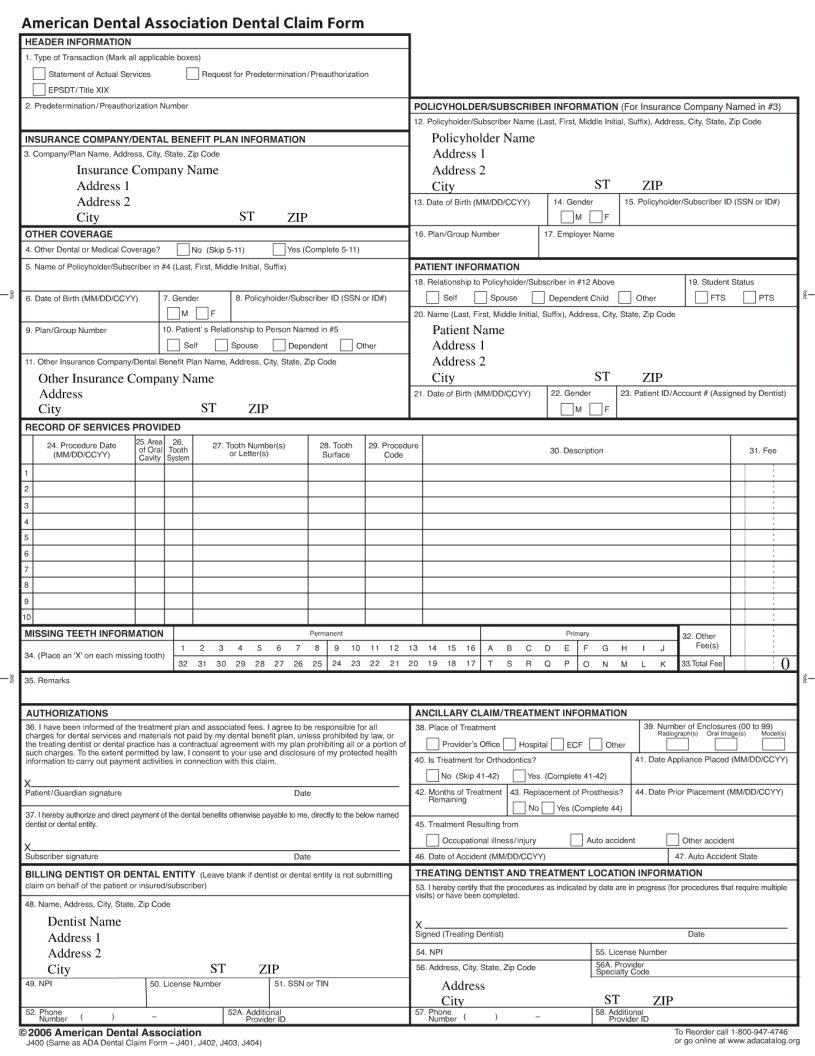 American Dental Association Dental Claim Form
HEADER INFORMATION
1. Type of Transaction (Mark all applicable boxes)
Statement of Actual Services Request for Predetermination/Preauthorization
EPSDT/Title XIX
2. Predetermination/Preauthorization Number
INSURANCE COMPANY/DENTAL BENEFIT PLAN INFORMATION
3. Company/Plan Name, Address, City, State, Zip Code
Insurance Company Name
Address 1
Address 2
City ST ZIP
OTHER COVERAGE
4. Other Dental or Medical Coverage? No (Skip 5-11) Yes (Complete 5-11)
5. Name of Policyholder/Subscriber in #4 (Last, First, Middle Initial, Suffix)
6. Date of Birth (MM/DD/CCYY) 7. Gender 8. Policyholder/Subscriber ID (SSN or ID#)
M F
9. Plan/Group Number 10. Patient's Relationship to Person Named in #5
Self Spouse Dependent Other
11. Other Insurance Company/Dental Benefit Plan Name, Address, City, State, Zip Code
Other Insurance Company Name
Address
City ST ZIP
POLICYHOLDER/SUBSCRIBER INFORMATION (For Insurance Company Named in #3)
12. Policyholder/Subscriber Name (Last, First, Middle Initial, Suffix), Address, City, State, Zip Code
Policyholder Name
Address 1
Address 2
City ST ZIP
13. Date of Birth (MM/DD/CCYY) 14. Gender 15. Policyholder/Subscriber ID (SSN or ID#)
M F
16. Plan/Group Number 17. Employer Name
PATIENT INFORMATION
18. Relationship to Policyholder/Subscriber in #12 Above 19. Student Status
Self Spouse Dependent Child Other FTS PTS
20. Name (Last, First, Middle Initial, Suffix), Address, City, State, Zip Code
Patient Name
Address 1
Address 2
City ST ZIP
21. Date of Birth (MM/DD/CCYY) 22. Gender 23. Patient ID/Account # (Assigned by Dentist)
M F
fold fold
RECORD OF SERVICES PROVIDED
24. Procedure Date (MM/DD/CCYY) 25. Area of Oral Cavity 26. Tooth System 27. Tooth Number(s) or Letter(s) 28. Tooth Surface 29. Procedure Code 30. Description 31. Fee
1
2
3
4
5
6
7
8
9
10
MISSING TEETH INFORMATION Permanent Primary 32. Other Fee(s)
34. (Place an 'X' on each missing tooth)
1 2 3 4 5 6 7 8 9 10 11 12 13 14 15 16 A B C D E F G H I J
32 31 30 29 28 27 26 25 24 23 22 21 20 19 18 17 T S R Q P O N M L K 33.Total Fee 0
35. Remarks
fold fold
AUTHORIZATIONS
36. I have been informed of the treatment plan and associated fees. I agree to be responsible for all
charges for dental services and materials not paid by my dental benefit plan, unless prohibited by law, or
the treating dentist or dental practice has a contractual agreement with my plan prohibiting all or a portion of
such charges. To the extent permitted by law, I consent to your use and disclosure of my protected health
information to carry out payment activities in connection with this claim.
X
Patient/Guardian signature Date
37. I hereby authorize and direct payment of the dental benefits otherwise payable to me, directly to the below named
dentist or dental entity.
X
Subscriber signature Date
ANCILLARY CLAIM/TREATMENT INFORMATION
38. Place of Treatment 39. Number of Enclosures (00 to 99)
Radiograph(s) Oral Image(s) Model(s)
Provider's Office Hospital ECF Other
40. Is Treatment for Orthodontics? 41. Date Appliance Placed (MM/DD/CCYY)
No (Skip 41-42) Yes (Complete 41-42)
42. Months of Treatment Remaining 43. Replacement of Prosthesis? 44. Date Prior Placement (MM/DD/CCYY)
No Yes (Complete 44)
45. Treatment Resulting from
Occupational illness/injury Auto accident Other accident
46. Date of Accident (MM/DD/CCYY) 47. Auto Accident State
BILLING DENTIST OR DENTAL ENTITY (Leave blank if dentist or dental entity is not submitting
claim on behalf of the patient or insured/subscriber)
48. Name, Address, City, State, Zip Code
Dentist Name
Address 1
Address 2
City ST ZIP
49. NPI 50. License Number 51. SSN or TIN
52. Phone Number ( ) – 52A. Additional Provider ID
TREATING DENTIST AND TREATMENT LOCATION INFORMATION
53. I hereby certify that the procedures as indicated by date are in progress (for procedures that require multiple
visits) or have been completed.
X
Signed (Treating Dentist) Date
54. NPI 55. License Number
56. Address, City, State, Zip Code 56A. Provider Specialty Code
Address
City ST ZIP
57. Phone Number ( ) – 58. Additional Provider ID
©2006 American Dental Association
J400 (Same as ADA Dental Claim Form – J401, J402, J403, J404)
To Reorder call 1-800-947-4746
or go online at www.adacatalog.org